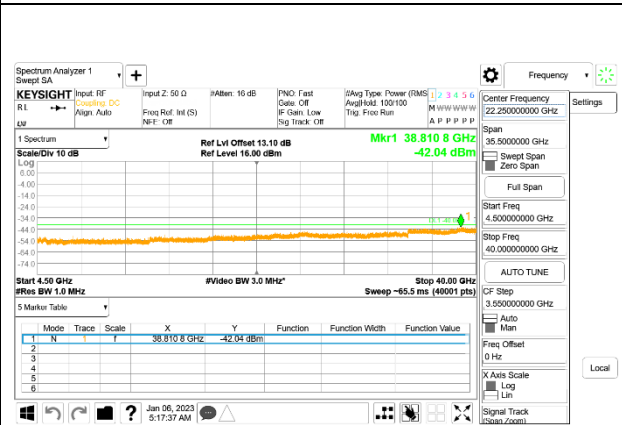 Spectrum Analyzer 1
Swept SA
Frequency
KEYSIGHT
Input: RF
Input Z: 50 Ω
#Atten: 16 dB
PNO: Fast
#Avg Type: Power (RMS
1 2 3 4 5 6
Coupling: DC
Gate: Off
Avg|Hold: 100/100
M W W W W W
R L
Align: Auto
Freq Ref: Int (S)
IF Gain: Low
Trig: Free Run
NFE: Off
Sig Track: Off
A P P P P P
Center Frequency
22.250000000 GHz
Settings
1 Spectrum
Ref Lvl Offset 13.10 dB
Mkr1 38.810 8 GHz
Scale/Div 10 dB
Ref Level 16.00 dBm
-42.04 dBm
Span
35.5000000 GHz
Swept Span
Zero Span
Log
6.00
-4.00
-14.0
-24.0
-34.0
-44.0
-54.0
-64.0
-74.0
1
Full Span
Start Freq
4.500000000 GHz
Stop Freq
40.000000000 GHz
AUTO TUNE
Start 4.50 GHz
#Video BW 3.0 MHz*
Stop 40.00 GHz
#Res BW 1.0 MHz
Sweep ~65.5 ms (40001 pts)
CF Step
3.550000000 GHz
Auto
Man
5 Marker Table
Mode Trace Scale X Y Function Function Width Function Value
1 N 1 f 38.810 8 GHz -42.04 dBm
2
3
4
5
6
Freq Offset
0 Hz
X Axis Scale
Log
Lin
Local
Signal Track
(Span Zoom)
?
Jan 06, 2023
5:17:37 AM